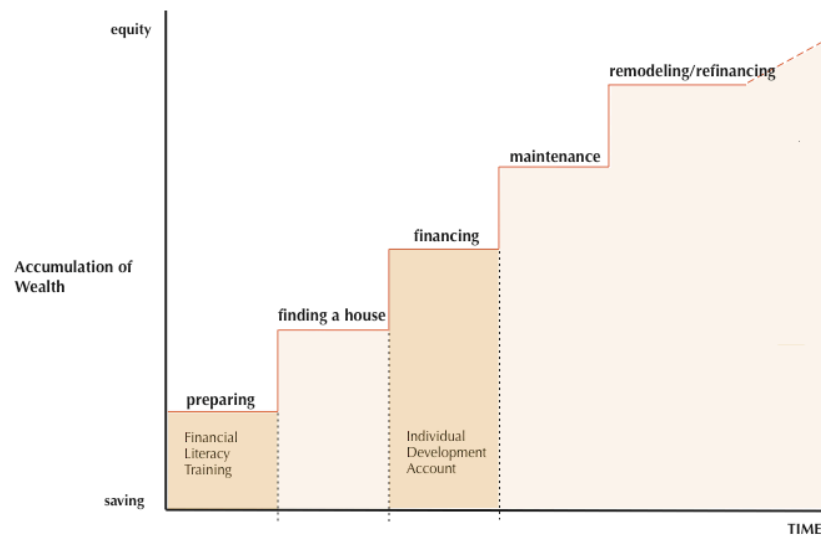 equity
remodeling/refinancing
maintenance
financing
Accumulation of
Wealth
finding a house
preparing
Financial
Literacy
Training
Individual
Development
Account
saving
TIME